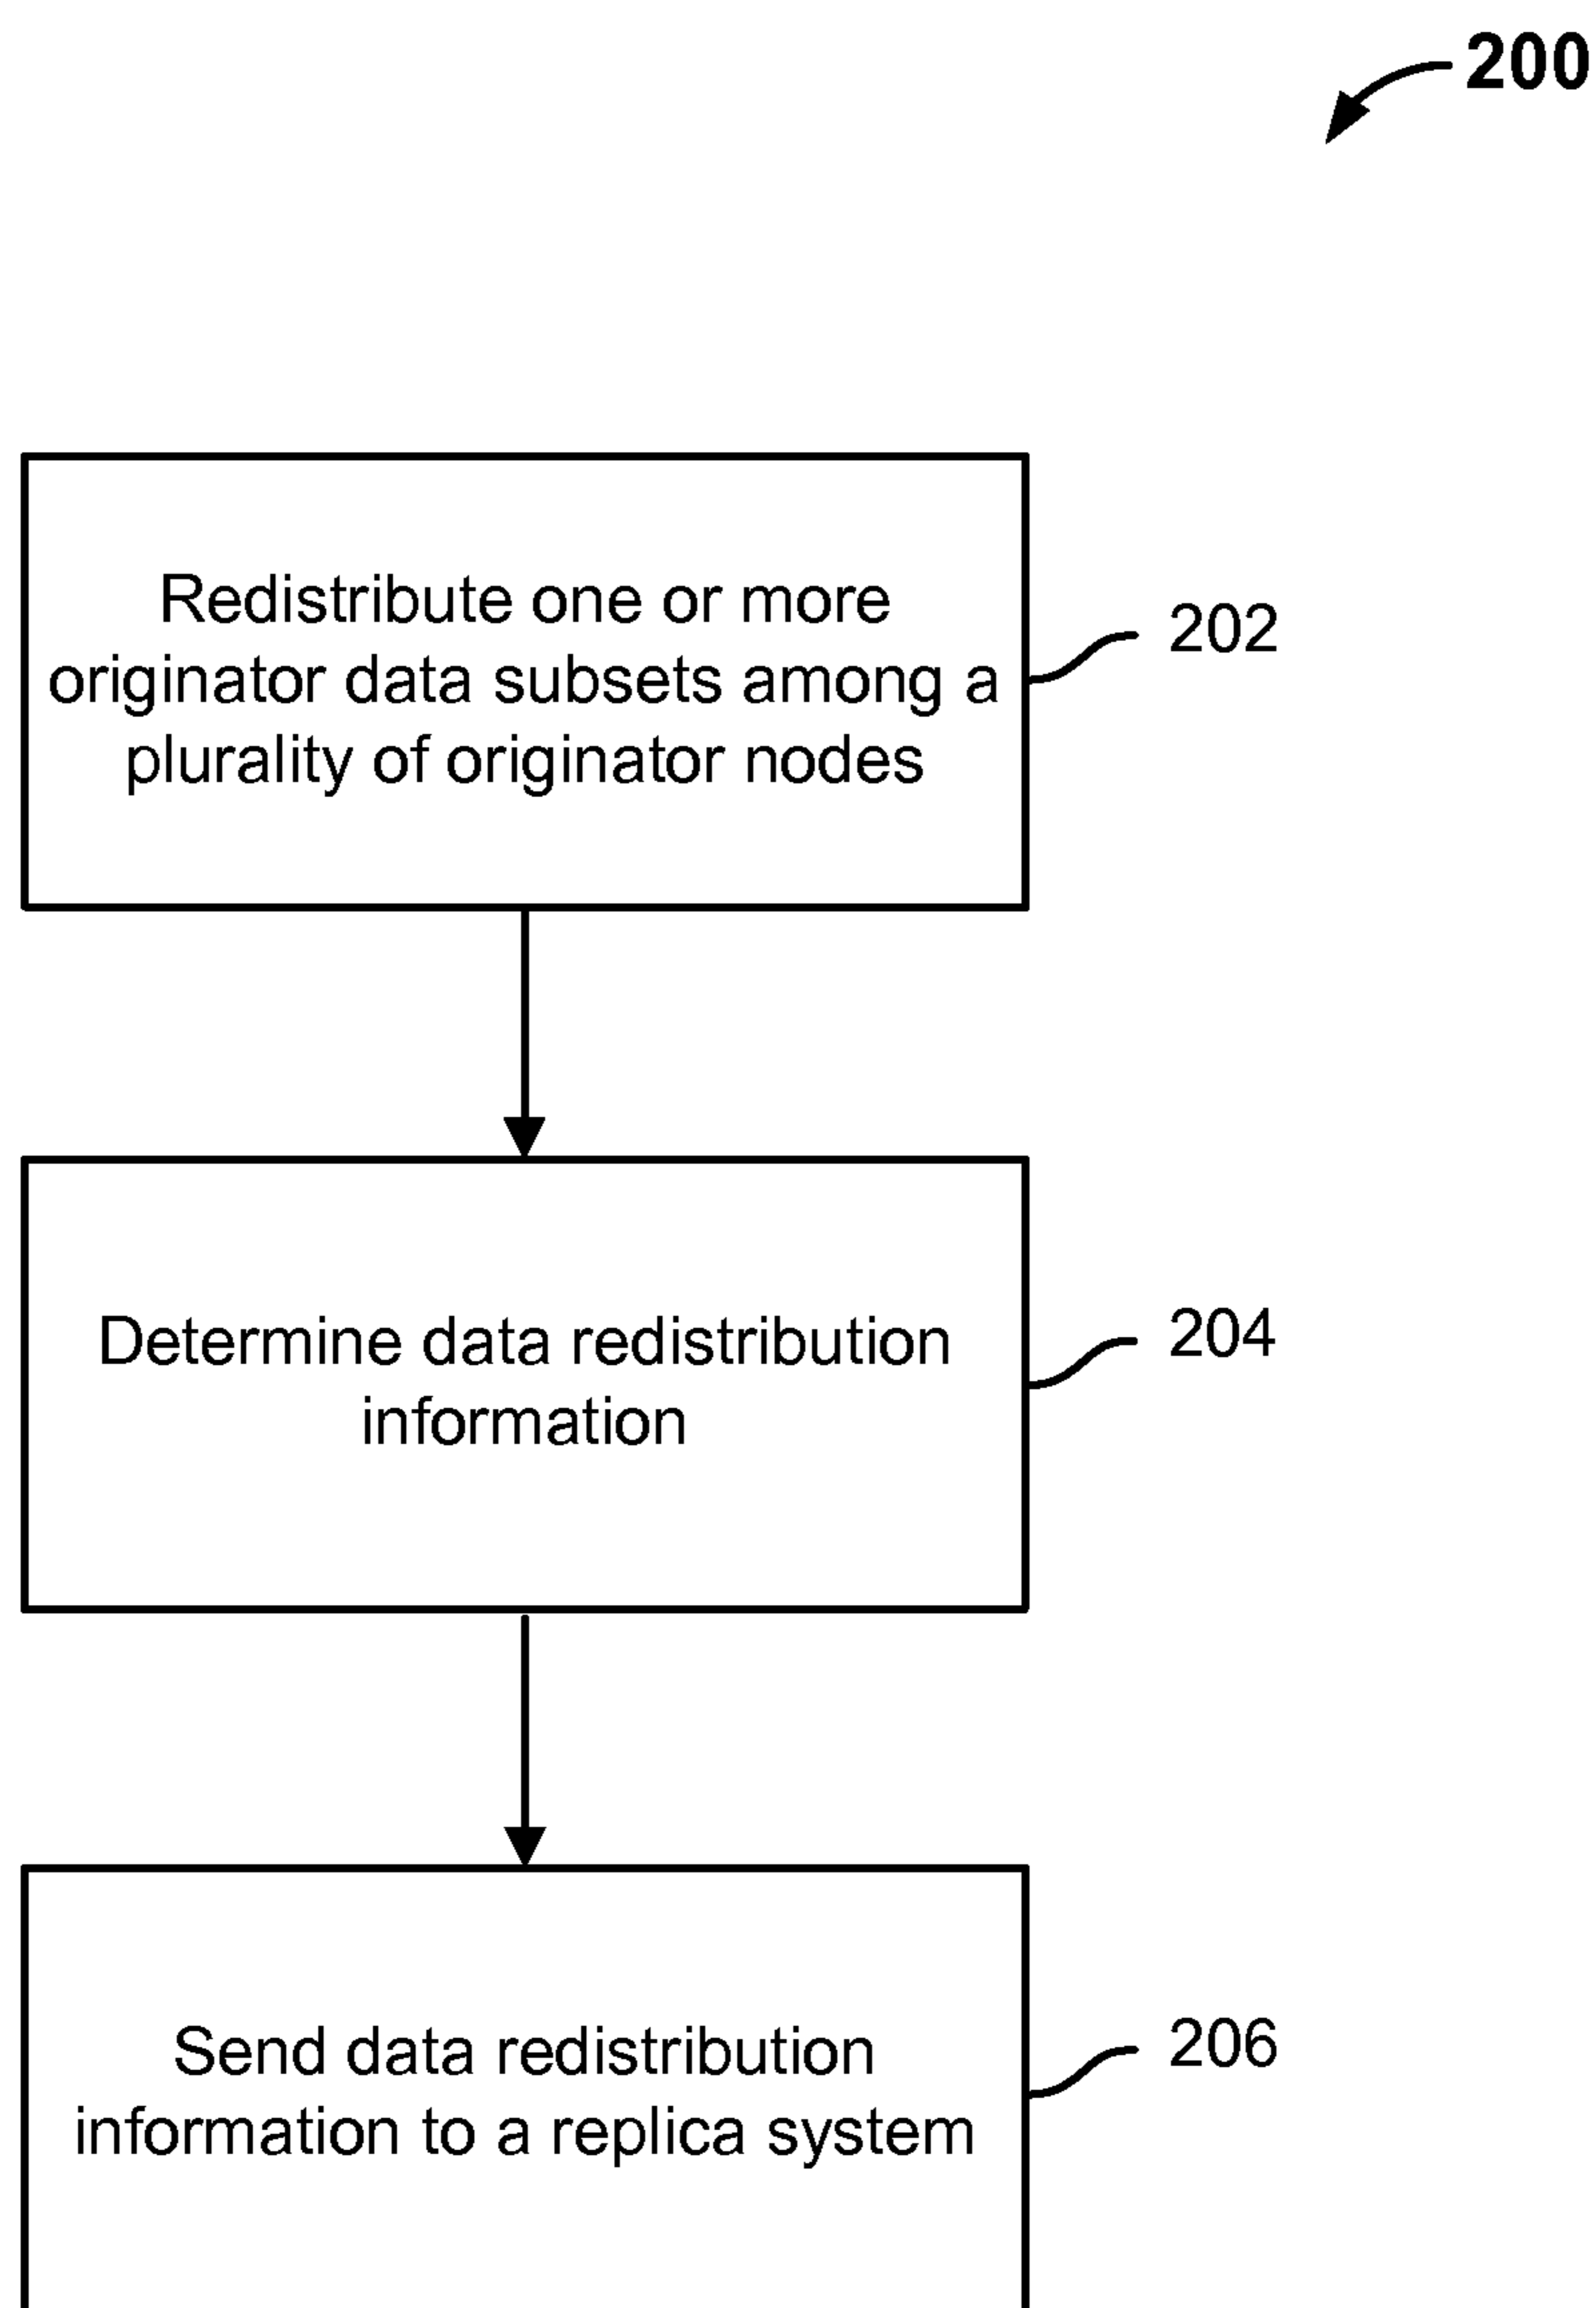 200
Redistribute one or more
originator data subsets among a
plurality of originator nodes
202
Determine data redistribution
information
204
Send data redistribution
information to a replica system
206